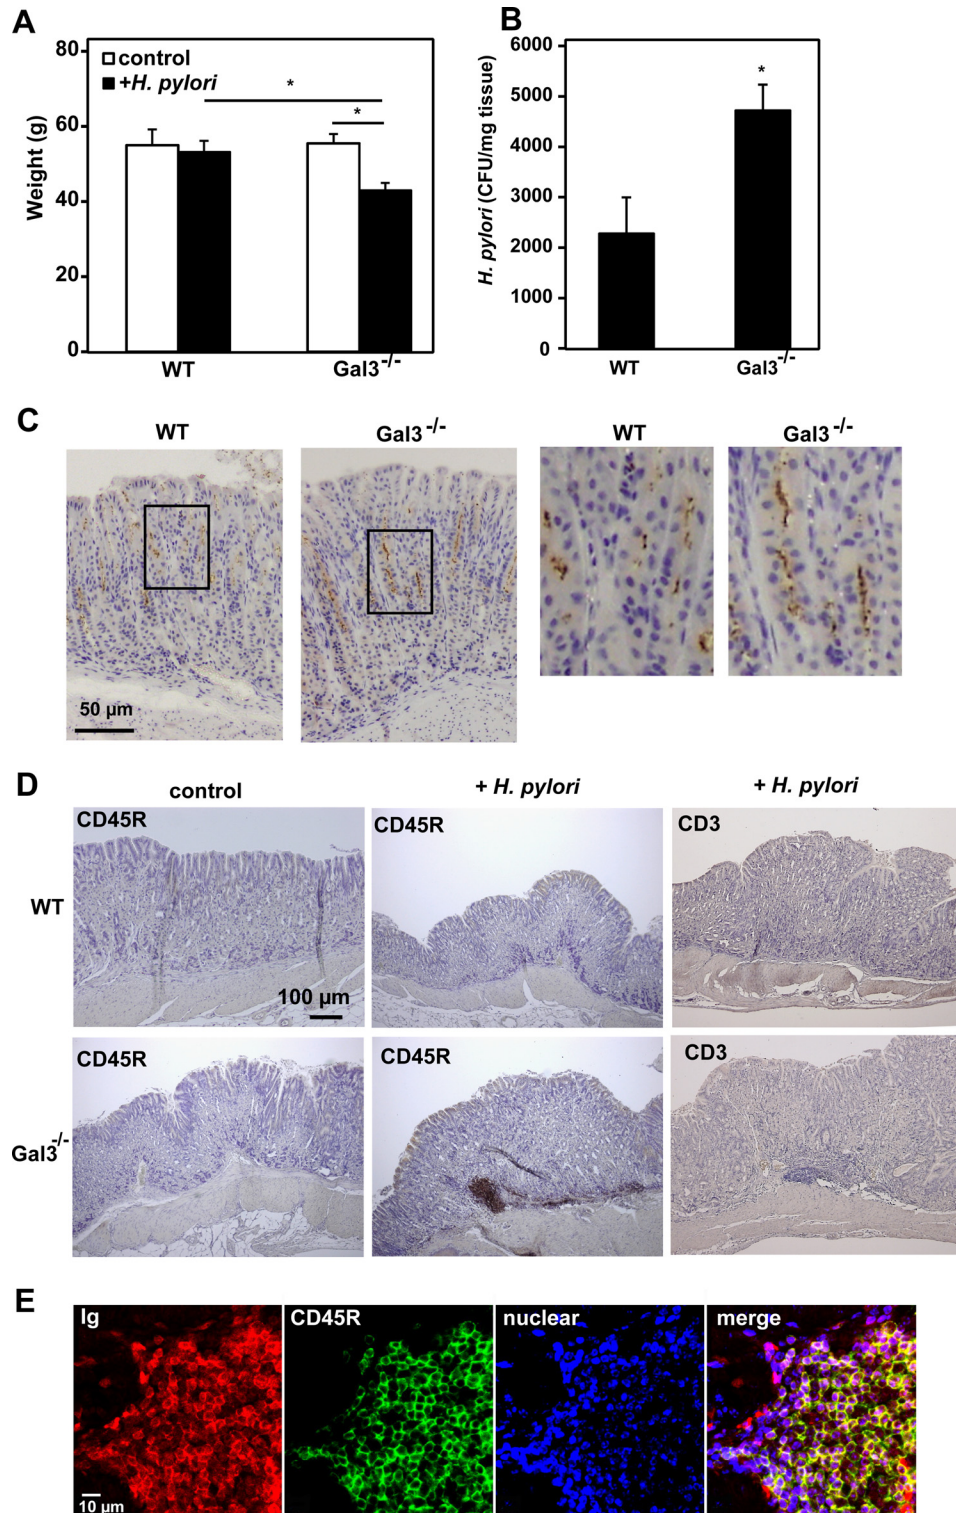 A
80
60
40
20
0
Weight (g)
control
+H. pylori
*
*
WT
Gal3-/-
B
6000
5000
4000
3000
2000
1000
0
H. pylori (CFU/mg tissue)
*
WT
Gal3-/-
C
WT
Gal3 -/-
WT
Gal3-/-
50 µm
D
control
+ H. pylori
+ H. pylori
WT
CD45R
CD45R
CD3
100 µm
Gal3-/-
CD45R
CD45R
CD3
E
Ig
CD45R
nuclear
merge
10 µm